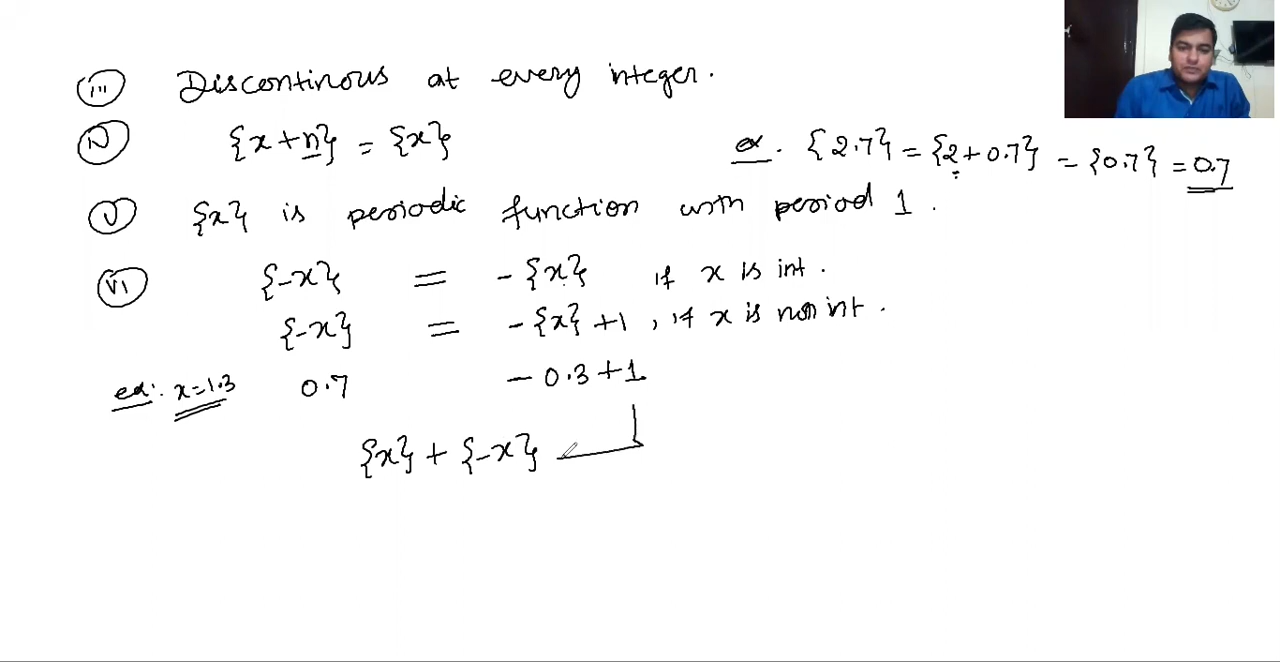 (iii) Discontinous at every integer.
(iv) {x+n} = {x} ex. {2.7} = {2+0.7} = {0.7} = 0.7
(v) {x} is periodic function with period 1.
(vi) {-x} = -{x} if x is int.
{-x} = -{x} +1, if x is non int.
ex: x=1.3 0.7 -0.3+1
{x} + {-x}